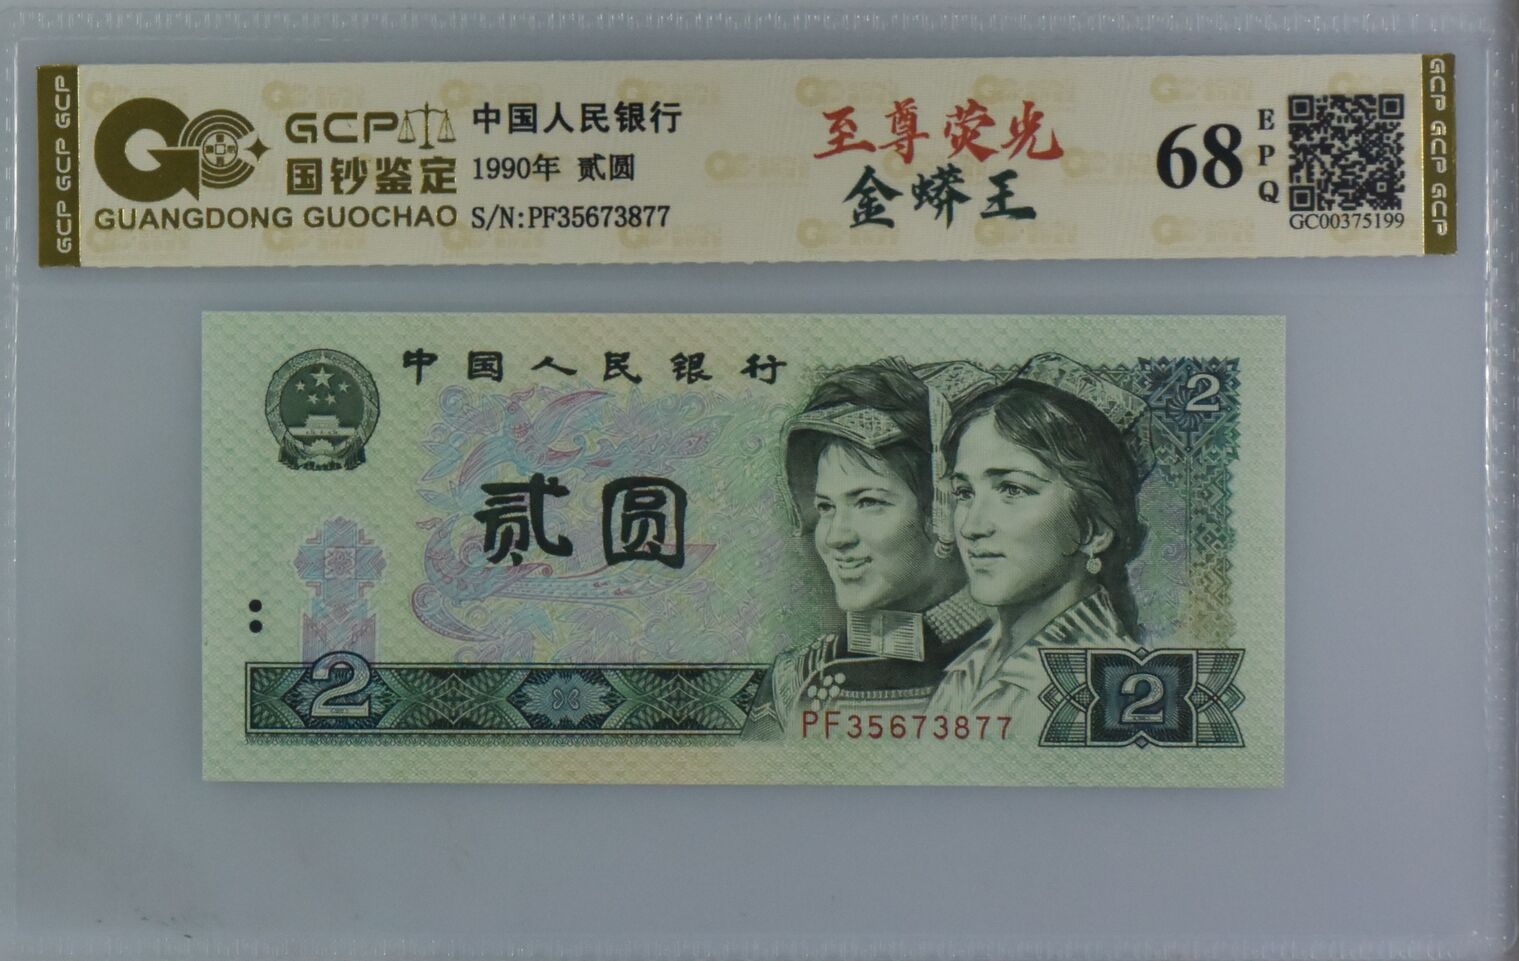 GCP GCP GCP
GCP
国钞鉴定
GUANGDONG GUOCHAO
中国人民银行
1990年 贰圆
S/N:PF35673877
至尊荧光
金蟒王
68
EPQ
GC00375199
GCP GCP GCP
中国人民银行
2
贰圆
2
PF35673877
2